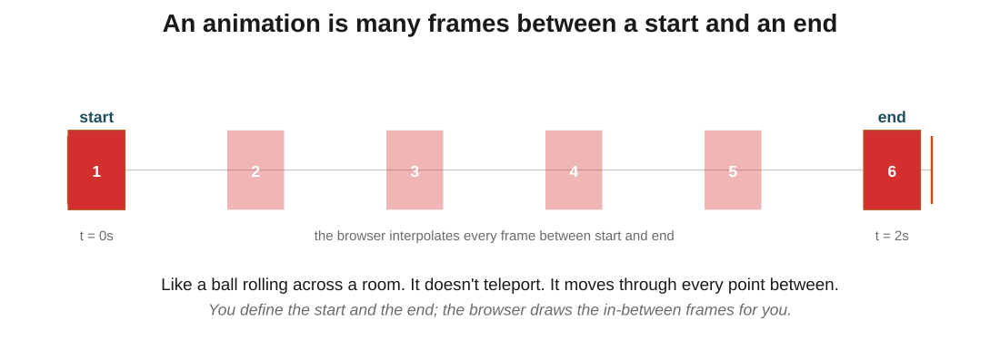 An animation is many frames between a start and an end
start
end
1
2
3
4
5
6
t = 0s
the browser interpolates every frame between start and end
t = 2s
Like a ball rolling across a room. It doesn't teleport. It moves through every point between.
You define the start and the end; the browser draws the in-between frames for you.